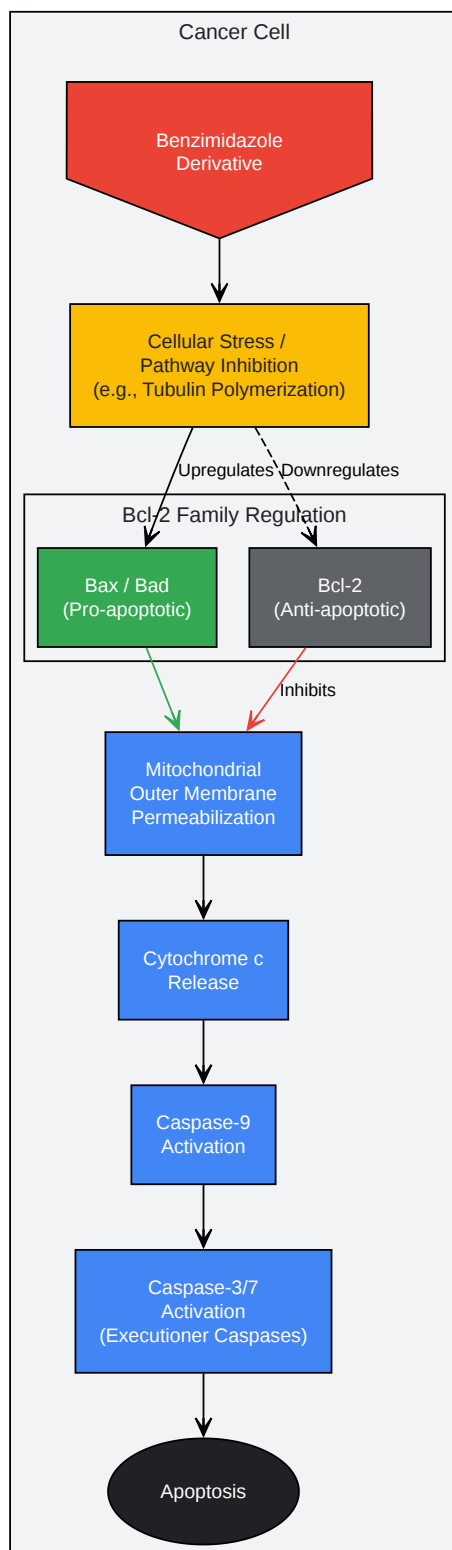 Cancer Cell
Benzimidazole
Derivative
Cellular Stress /
Pathway Inhibition
(e.g., Tubulin Polymerization)
Upregulates
Downregulates
Bcl-2 Family Regulation
Bax / Bad
(Pro-apoptotic)
Bcl-2
(Anti-apoptotic)
Inhibits
Mitochondrial
Outer Membrane
Permeabilization
Cytochrome c
Release
Caspase-9
Activation
Caspase-3/7
Activation
(Executioner Caspases)
Apoptosis